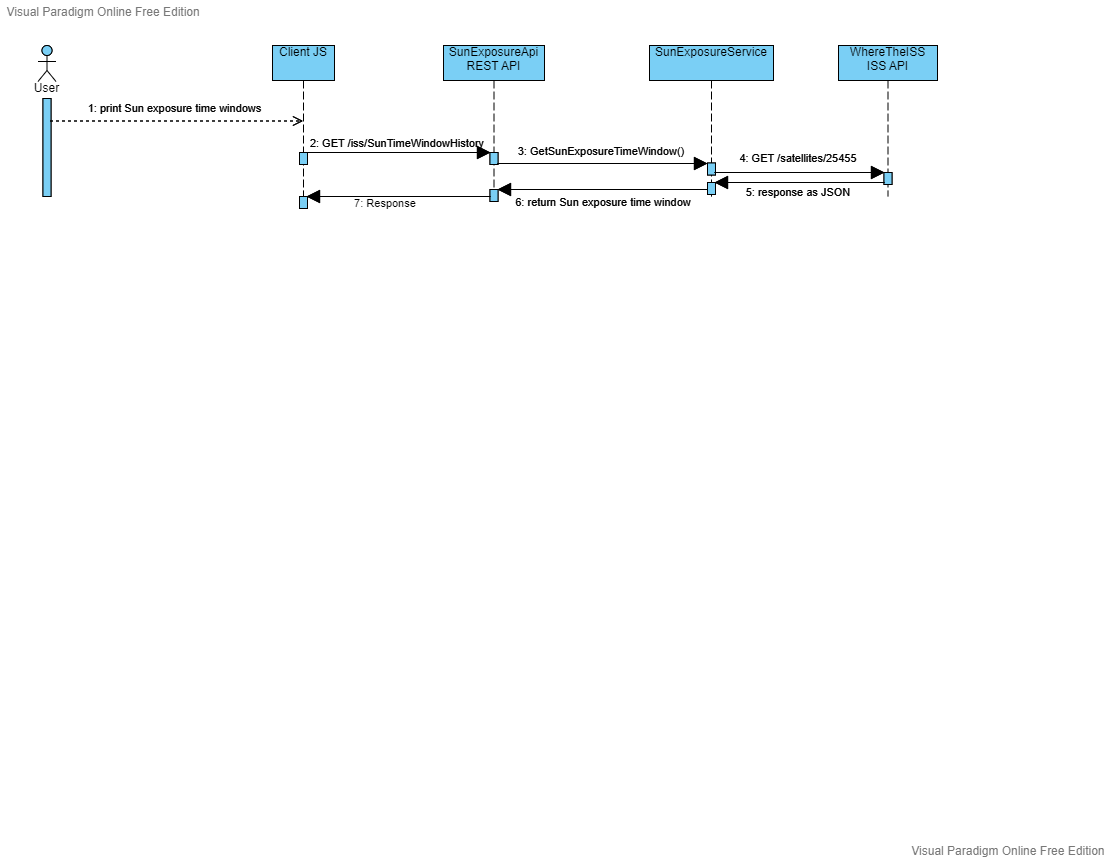 Visual Paradigm Online Free Edition
User
Client JS
SunExposureApi
REST API
SunExposureService
WhereTheISS
ISS API
1: print Sun exposure time windows
2: GET /iss/SunTimeWindowHistory
3: GetSunExposureTimeWindow()
4: GET /satellites/25455
5: response as JSON
6: return Sun exposure time window
7: Response
Visual Paradigm Online Free Edition